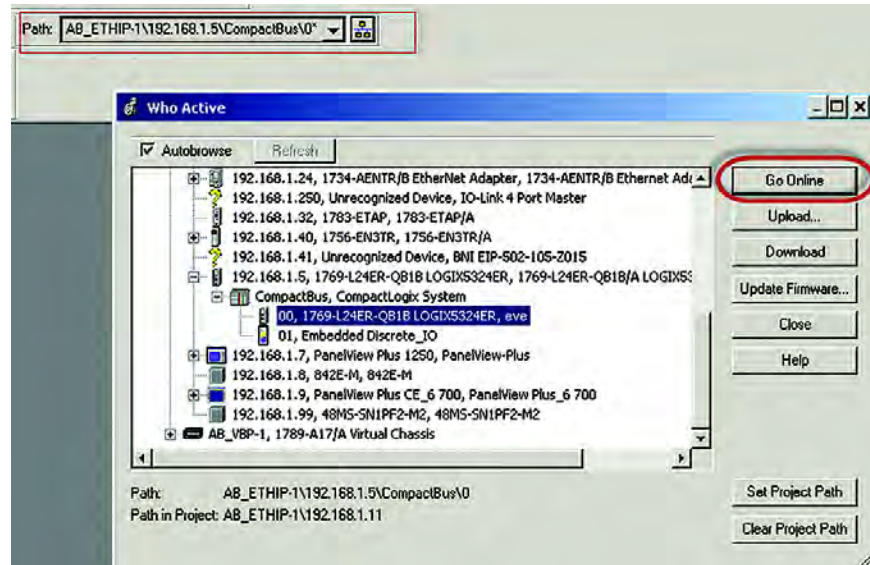 Path: AB_ETHIP-1\192.168.1.5\CompactBus\0*
Who Active
Autobrowse Refresh
192.168.1.24, 1734-AENTR/B EtherNet Adapter, 1734-AENTR/B Ethernet Ada
192.168.1.250, Unrecognized Device, IO-Link 4 Port Master
192.168.1.32, 1783-ETAP, 1783-ETAP/A
192.168.1.40, 1756-EN3TR, 1756-EN3TR/A
192.168.1.41, Unrecognized Device, BNI EIP-502-105-Z015
192.168.1.5, 1769-L24ER-QB1B LOGIX5324ER, 1769-L24ER-QB1B/A LOGIX53
CompactBus, CompactLogix System
00, 1769-L24ER-QB1B LOGIX5324ER, eve
01, Embedded Discrete_IO
192.168.1.7, PanelView Plus 1250, PanelView-Plus
192.168.1.8, 842E-M, 842E-M
192.168.1.9, PanelView Plus CE_6 700, PanelView Plus_6 700
192.168.1.99, 48MS-SN1PF2-M2, 48MS-SN1PF2-M2
AB_VBP-1, 1789-A17/A Virtual Chassis
Go Online
Upload...
Download
Update Firmware...
Close
Help
Path: AB_ETHIP-1\192.168.1.5\CompactBus\0
Path in Project: AB_ETHIP-1\192.168.1.11
Set Project Path
Clear Project Path